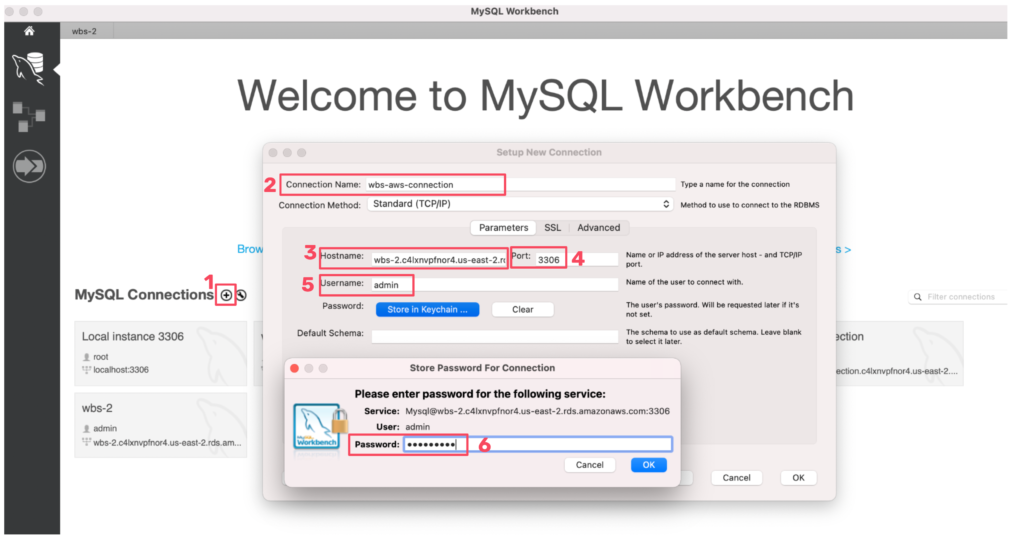 MySQL Workbench
wbs-2
Welcome to MySQL Workbench
Setup New Connection
2 Connection Name: wbs-aws-connection Type a name for the connection
Connection Method: Standard (TCP/IP) Method to use to connect to the RDBMS
Parameters SSL Advanced
Brow s >
3 Hostname: wbs-2.c4lxnvpfnor4.us-east-2.r Port: 3306 4 Name or IP address of the server host - and TCP/IP
port.
5 Username: admin Name of the user to connect with.
1
MySQL Connections
Filter connections
Password: Store in Keychain ... Clear The user's password. Will be requested later if it's
not set.
Default Schema: The schema to use as default schema. Leave blank
to select it later.
Local instance 3306
root
localhost:3306
ection
ection.c4lxnvpfnor4.us-east-2....
wbs-2
admin
wbs-2.c4lxnvpfnor4.us-east-2.rds.am...
Store Password For Connection
Please enter password for the following service:
Service: Mysql@wbs-2.c4lxnvpfnor4.us-east-2.rds.amazonaws.com:3306
User: admin
Workbench
Password: ••••••••• 6
Cancel OK
Cancel OK